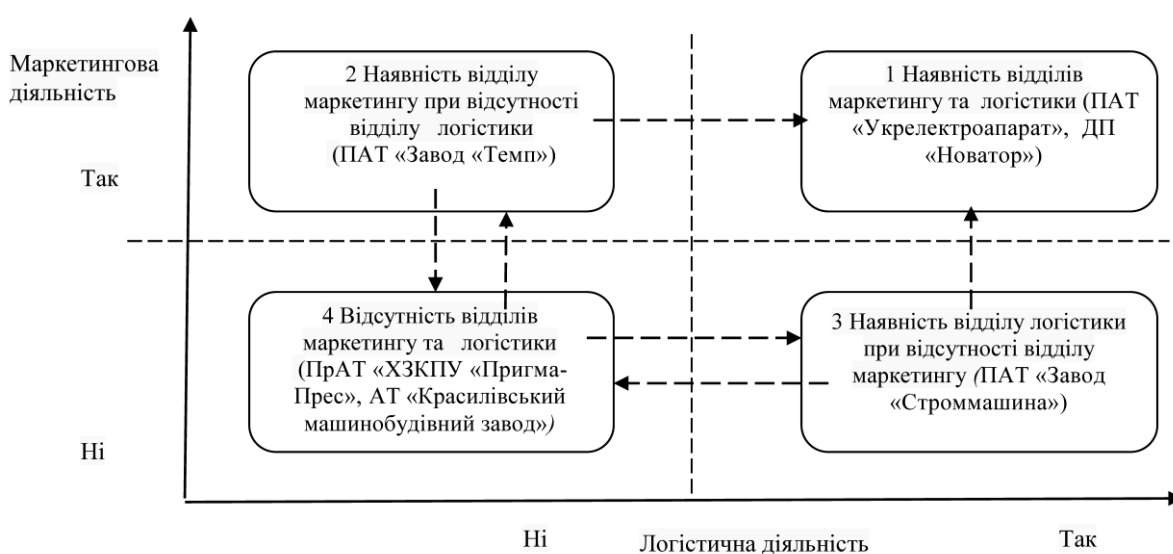 Маркетингова
діяльність
2 Наявність відділу
маркетингу при відсутності
відділу логістики
(ПАТ «Завод «Темп»)
1 Наявність відділів
маркетингу та логістики (ПАТ
«Укрелектроапарат», ДП
«Новатор»)
Так
4 Відсутність відділів
маркетингу та логістики
(ПрАТ «ХЗКПУ «Пригма-
Прес», АТ «Красилівський
машинобудівний завод»)
3 Наявність відділу логістики
при відсутності відділу
маркетингу (ПАТ «Завод
«Строммашина»)
Ні
Ні
Логістична діяльність
Так